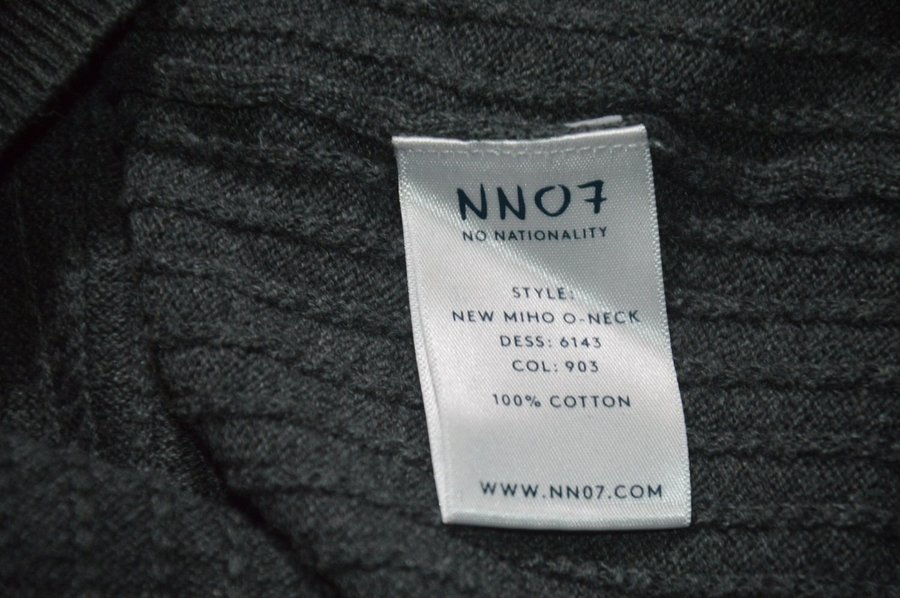 NN07
NO NATIONALITY
STYLE:
NEW MIHO O-NECK
DESS: 6143
COL: 903
100% COTTON
WWW.NN07.COM